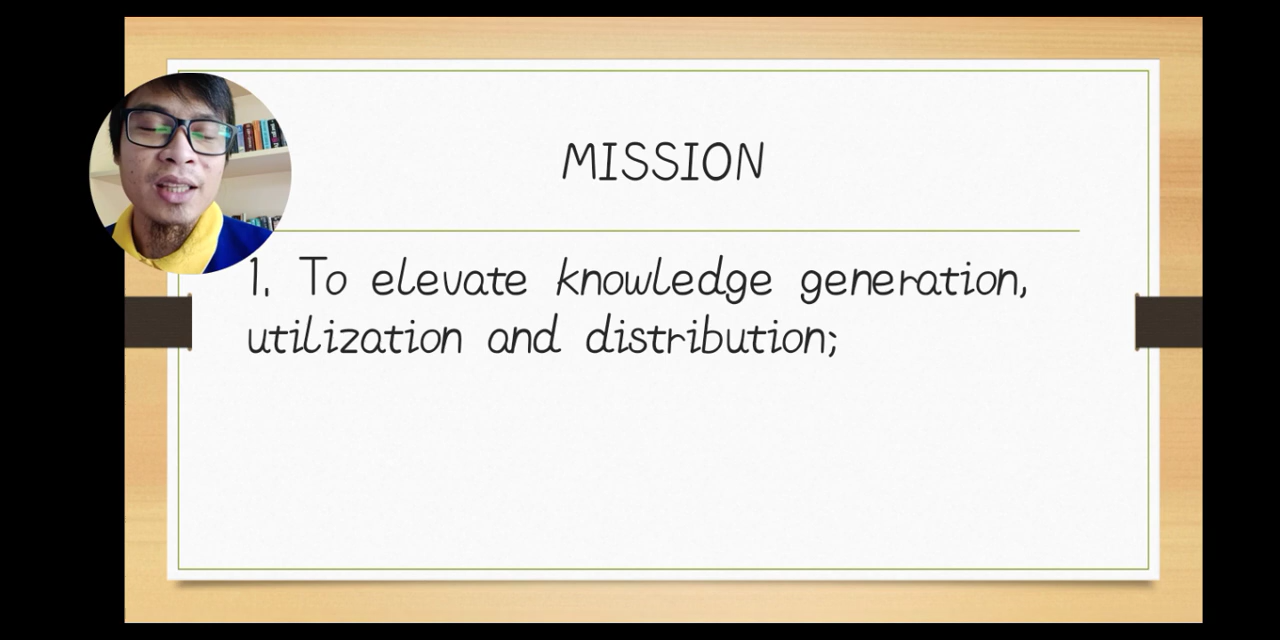 MISSION
1. To elevate knowledge generation,
utilization and distribution;